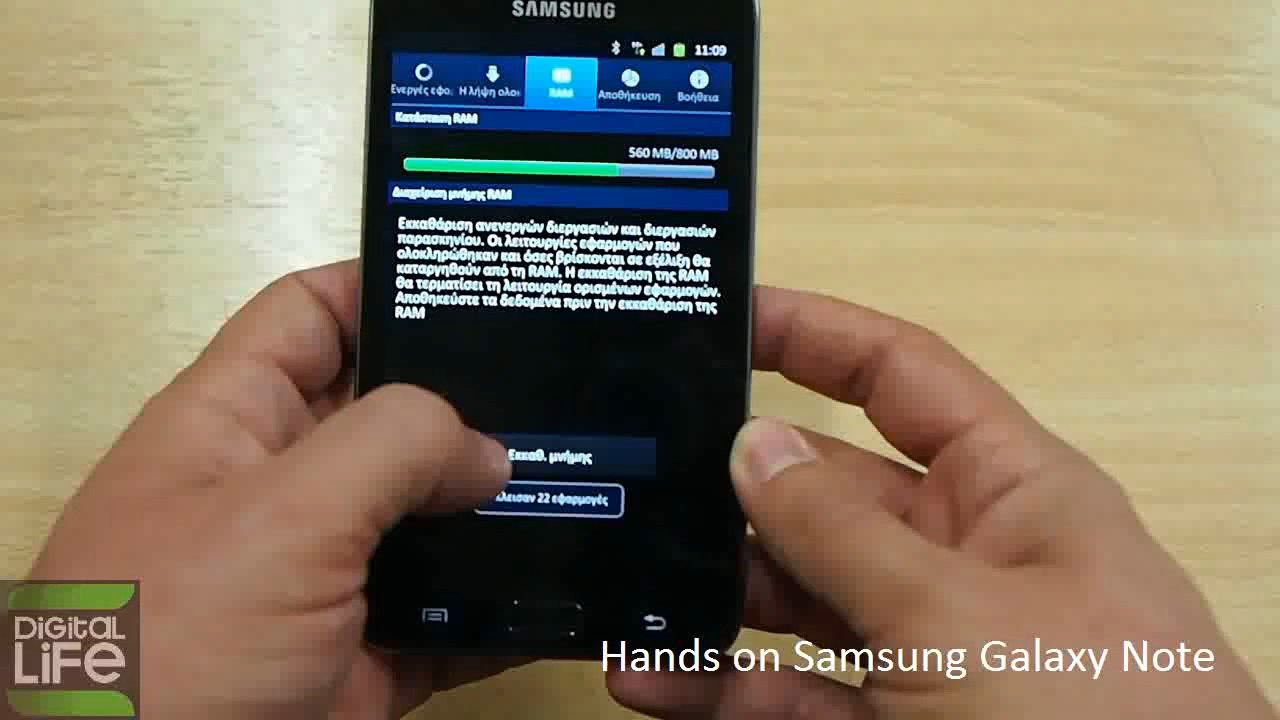 SAMSUNG
11:09
Ενεργές εφα. Η λήψη ολοι RAM Αποθήκευση Βοήθεια
Κατάσταση RAM
560 MB/800 MB
Διαχείριση μνήμης RAM
Εκκαθάριση ανενεργών διεργασιών και διεργασιών
παρασκηνίου. Οι λειτουργίες εφαρμογών που
ολοκληρώθηκαν και όσες βρίσκονται σε εξέλιξη θα
καταργηθούν από τη RAM. Η εκκαθάριση της RAM
θα τερματίσει τη λειτουργία ορισμένων εφαρμογών.
Αποθηκεύστε τα δεδομένα πριν την εκκαθάριση της
RAM
Εκκαθ. μνήμης
λεισαν 22 εφαρμογές
Hands on Samsung Galaxy Note
DIGITAL
LIFE